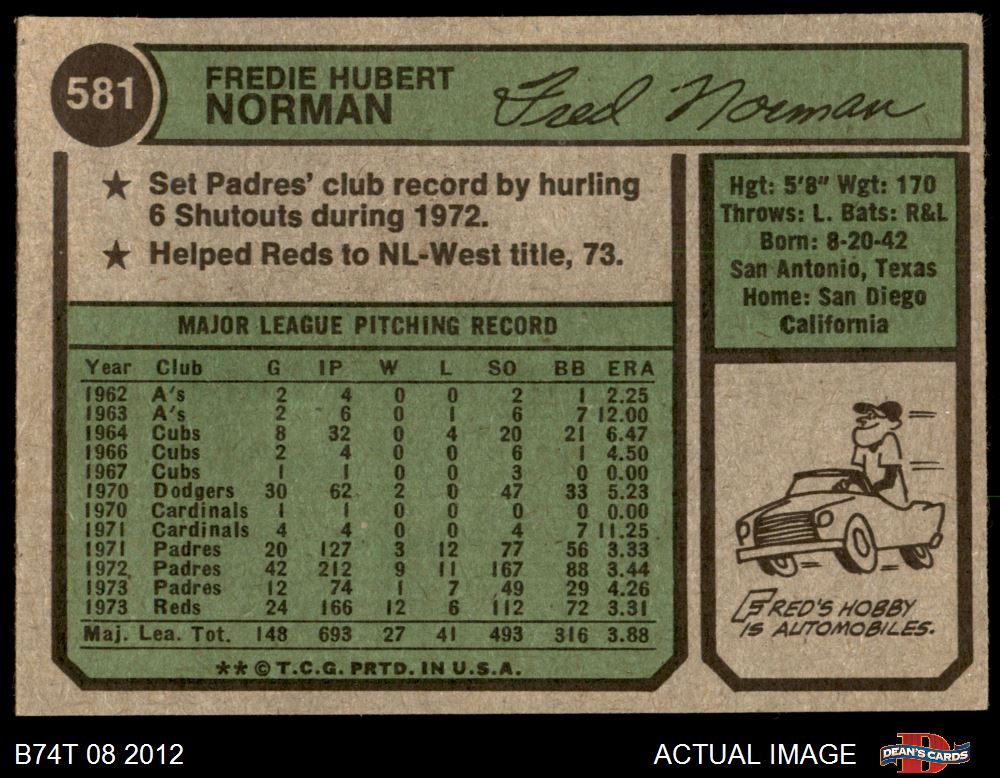 581
FREDIE HUBERT
NORMAN
Fred Norman
★ Set Padres' club record by hurling
6 Shutouts during 1972.
★ Helped Reds to NL-West title, 73.
Hgt: 5'8" Wgt: 170
Throws: L. Bats: R&L
Born: 8-20-42
San Antonio, Texas
Home: San Diego
California
MAJOR LEAGUE PITCHING RECORD
Year Club G IP W L SO BB ERA
1962 A's 2 4 0 0 2 1 2.25
1963 A's 2 6 0 1 6 7 12.00
1964 Cubs 8 32 0 4 20 21 6.47
1966 Cubs 2 4 0 0 6 1 4.50
1967 Cubs 1 1 0 0 3 0 0.00
1970 Dodgers 30 62 2 0 47 33 5.23
1970 Cardinals 1 1 0 0 0 0 0.00
1971 Cardinals 4 4 0 0 4 7 11.25
1971 Padres 20 127 3 12 77 56 3.33
1972 Padres 42 212 9 11 167 88 3.44
1973 Padres 12 74 1 7 49 29 4.26
1973 Reds 24 166 12 6 112 72 3.31
Maj. Lea. Tot. 148 693 27 41 493 316 3.88
** © T.C.G. PRTD. IN U.S.A.
FRED'S HOBBY
IS AUTOMOBILES.
B74T 08 2012
ACTUAL IMAGE
DEAN'S CARDS